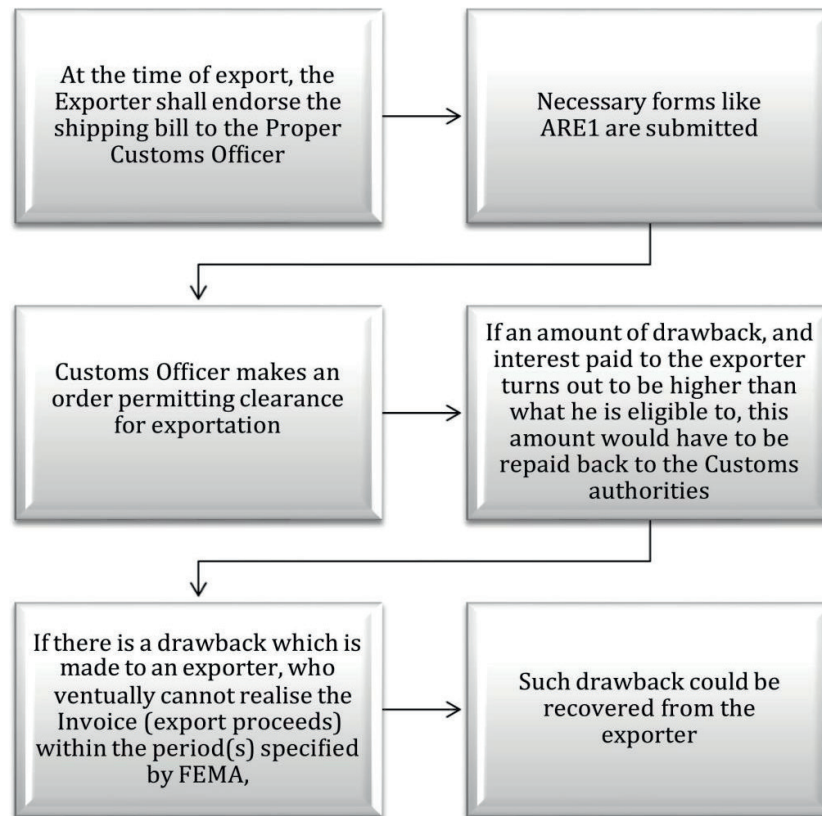 At the time of export, the
Exporter shall endorse the
shipping bill to the Proper
Customs Officer
Necessary forms like
ARE1 are submitted
Customs Officer makes an
order permitting clearance
for exportation
If an amount of drawback, and
interest paid to the exporter
turns out to be higher than
what he is eligible to, this
amount would have to be
repaid back to the Customs
authorities
If there is a drawback which is
made to an exporter, who
ventually cannot realise the
Invoice (export proceeds)
within the period(s) specified
by FEMA,
Such drawback could be
recovered from the
exporter